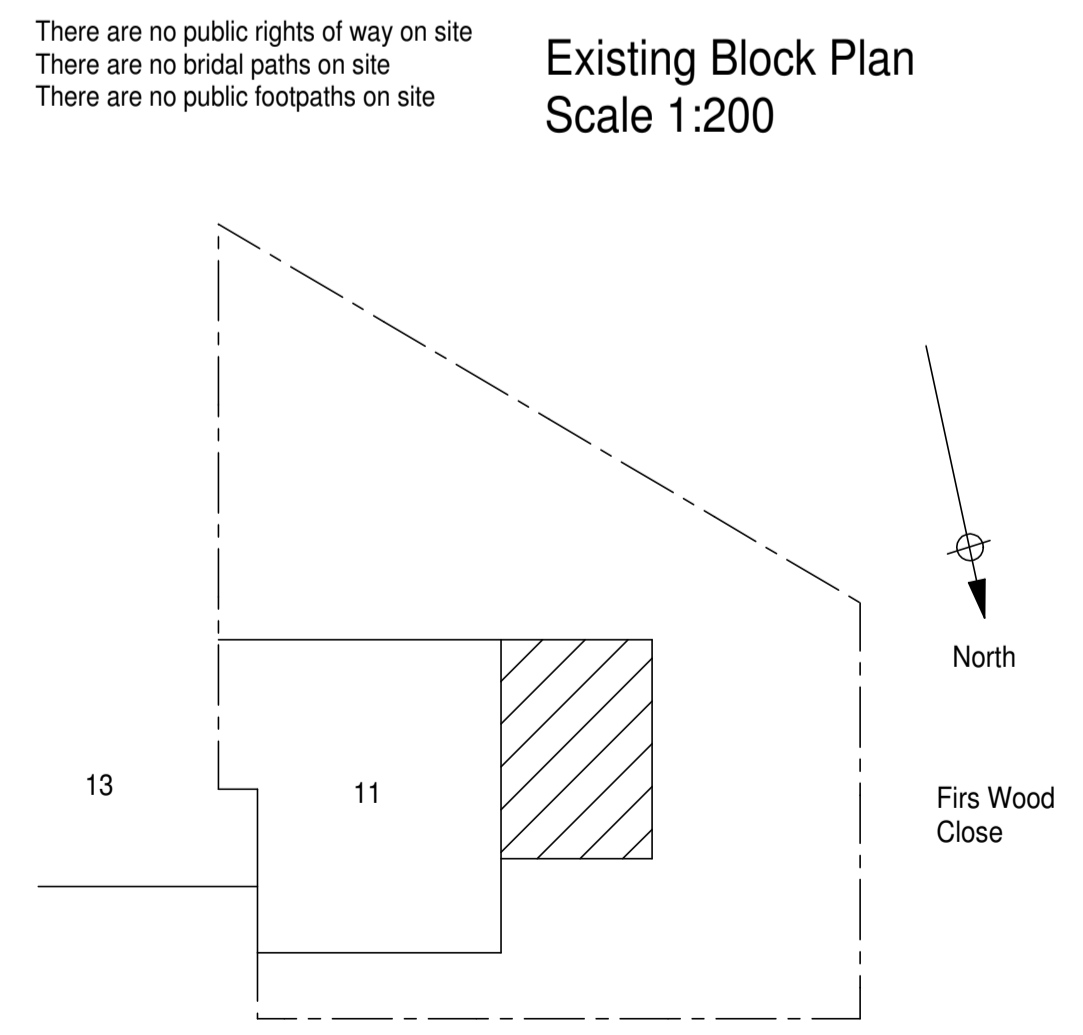 There are no public rights of way on site
There are no bridal paths on site
There are no public footpaths on site
Existing Block Plan
Scale 1:200
North
13
11
Firs Wood
Close